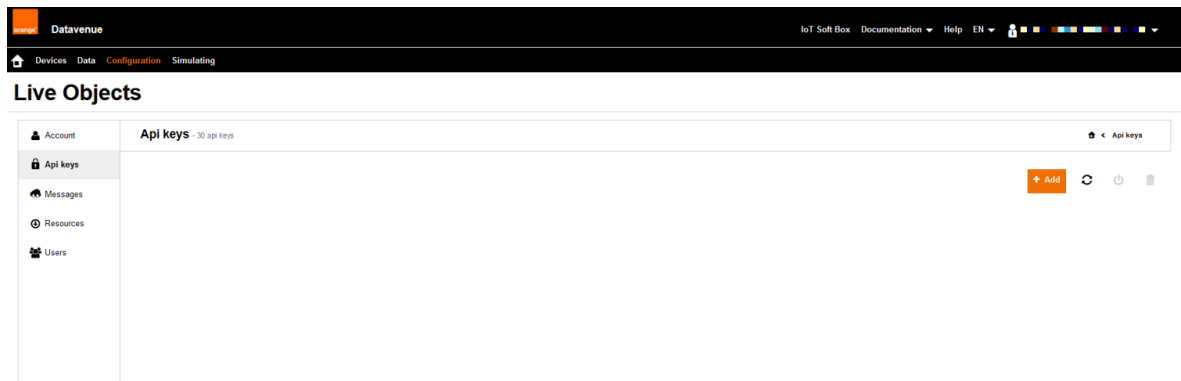 orange Datavenue IoT Soft Box Documentation Help EN
Devices Data Configuration Simulating
Live Objects
Account
Api keys - 30 api keys
< Api keys
Api keys
+ Add
Messages
Resources
Users